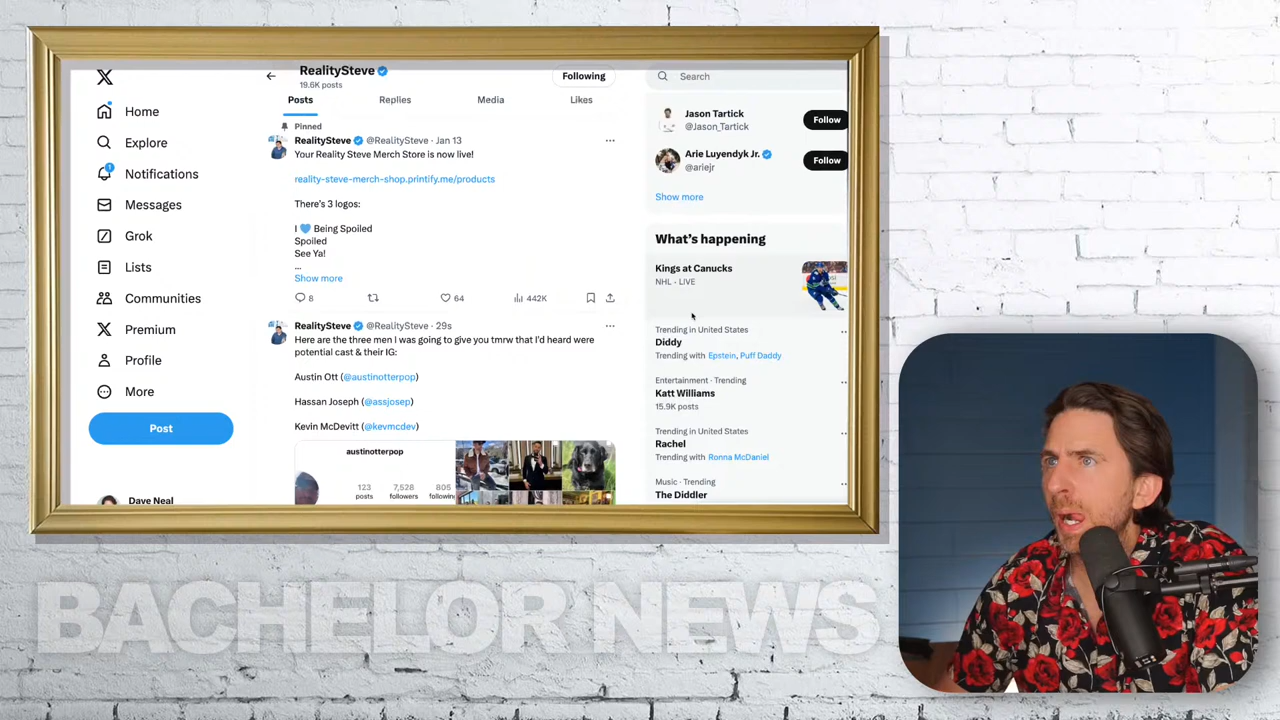 RealitySteve
19.6K posts
Following
Search
Posts
Replies
Media
Likes
Home
Explore
1
Notifications
Messages
Grok
Lists
Communities
Premium
Profile
More
Post
Dave Neal
Pinned
RealitySteve @RealitySteve · Jan 13
Your Reality Steve Merch Store is now live!
reality-steve-merch-shop.printify.me/products
There's 3 logos:
I 💙 Being Spoiled
Spoiled
See Ya!
...
Show more
8
64
442K
RealitySteve @RealitySteve · 29s
Here are the three men I was going to give you tmrw that I'd heard were
potential cast & their IG:
Austin Ott (@austinotterpop)
Hassan Joseph (@assjosep)
Kevin McDevitt (@kevmcdev)
austinotterpop
123 7,528 805
posts followers following
Jason Tartick
@Jason_Tartick
Follow
Arie Luyendyk Jr.
@ariejr
Follow
Show more
What's happening
Kings at Canucks
NHL · LIVE
Trending in United States
Diddy
Trending with Epstein, Puff Daddy
Entertainment · Trending
Katt Williams
15.9K posts
Trending in United States
Rachel
Trending with Ronna McDaniel
Music · Trending
The Diddler
BACHELOR NEWS